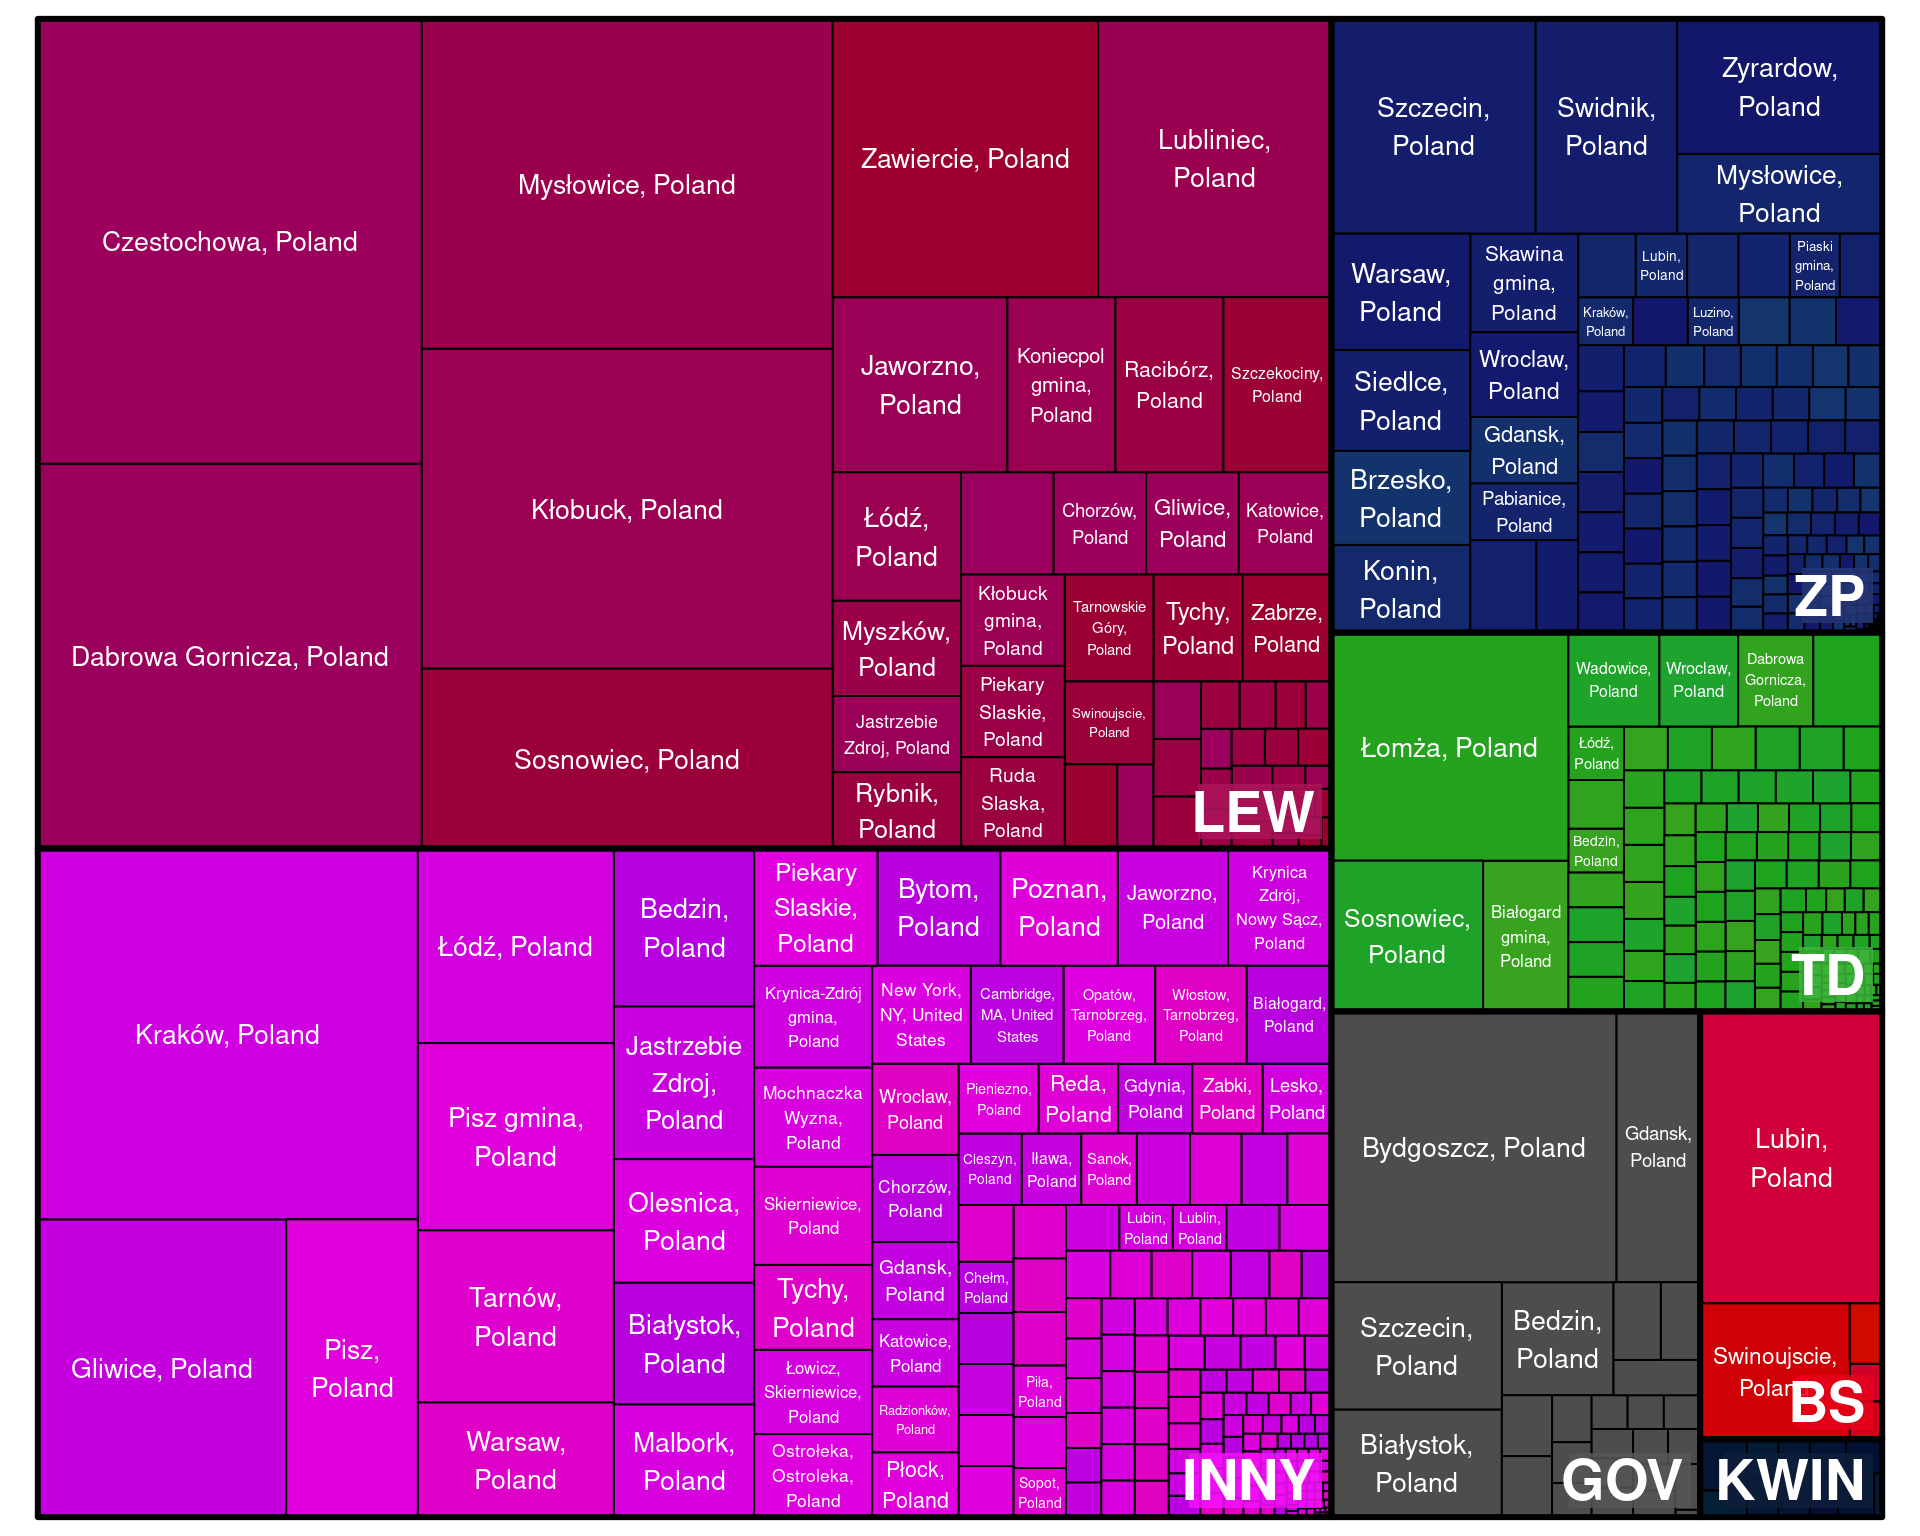 Czestochowa, Poland
Dabrowa Gornicza, Poland
Mysłowice, Poland
Kłobuck, Poland
Sosnowiec, Poland
Zawiercie, Poland
Lubliniec,
Poland
Jaworzno,
Poland
Koniecpol
gmina,
Poland
Racibórz,
Poland
Szczekociny,
Poland
Łódź,
Poland
Chorzów,
Poland
Gliwice,
Poland
Katowice,
Poland
Myszków,
Poland
Kłobuck
gmina,
Poland
Tarnowskie
Góry,
Poland
Tychy,
Poland
Zabrze,
Poland
Jastrzebie
Zdroj, Poland
Piekary
Slaskie,
Poland
Swinoujscie,
Poland
Rybnik,
Poland
Ruda
Slaska,
Poland
LEW
Szczecin,
Poland
Swidnik,
Poland
Zyrardow,
Poland
Mysłowice,
Poland
Warsaw,
Poland
Skawina
gmina,
Poland
Lubin,
Poland
Piaski
gmina,
Poland
Kraków,
Poland
Luzino,
Poland
Siedlce,
Poland
Wroclaw,
Poland
Gdansk,
Poland
Brzesko,
Poland
Pabianice,
Poland
Konin,
Poland
ZP
Łomża, Poland
Wadowice,
Poland
Wroclaw,
Poland
Dabrowa
Gornicza,
Poland
Łódź,
Poland
Bedzin,
Poland
Sosnowiec,
Poland
Białogard
gmina,
Poland
TD
Kraków, Poland
Gliwice, Poland
Pisz,
Poland
Łódź, Poland
Pisz gmina,
Poland
Tarnów,
Poland
Warsaw,
Poland
Bedzin,
Poland
Jastrzebie
Zdroj,
Poland
Olesnica,
Poland
Białystok,
Poland
Malbork,
Poland
Piekary
Slaskie,
Poland
Bytom,
Poland
Poznan,
Poland
Jaworzno,
Poland
Krynica
Zdrój,
Nowy Sącz,
Poland
Krynica-Zdrój
gmina,
Poland
New York,
NY, United
States
Cambridge,
MA, United
States
Opatów,
Tarnobrzeg,
Poland
Włostow,
Tarnobrzeg,
Poland
Białogard,
Poland
Mochnaczka
Wyzna,
Poland
Wroclaw,
Poland
Pieniezno,
Poland
Reda,
Poland
Gdynia,
Poland
Zabki,
Poland
Lesko,
Poland
Skierniewice,
Poland
Chorzów,
Poland
Cieszyn,
Poland
Iława,
Poland
Sanok,
Poland
Lubin,
Poland
Lublin,
Poland
Tychy,
Poland
Gdansk,
Poland
Chełm,
Poland
Łowicz,
Skierniewice,
Poland
Katowice,
Poland
Radzionków,
Poland
Piła,
Poland
Ostrołeka,
Ostroleka,
Poland
Płock,
Poland
Sopot,
Poland
INNY
Bydgoszcz, Poland
Gdansk,
Poland
Szczecin,
Poland
Bedzin,
Poland
Białystok,
Poland
GOV
Lubin,
Poland
Swinoujscie,
Poland
BS
KWIN